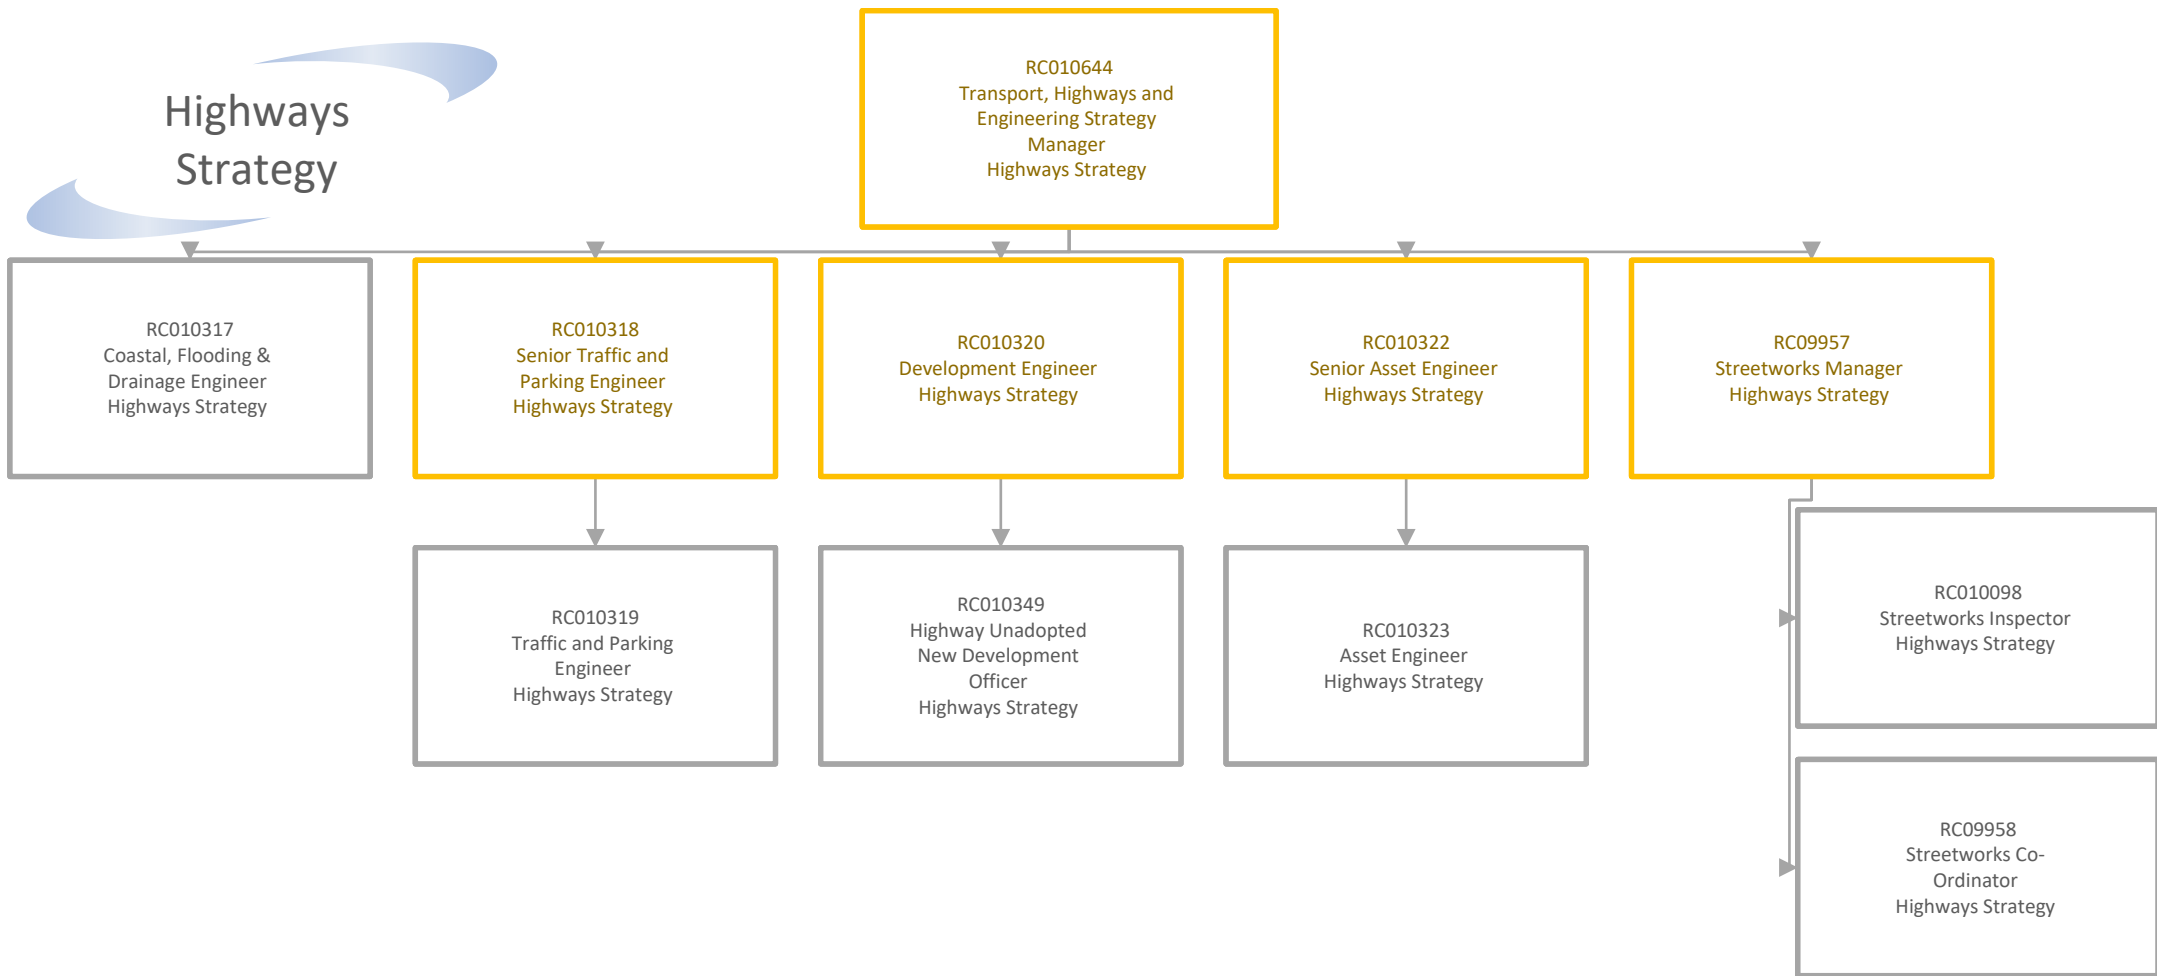 Highways
Strategy
RC010644
Transport, Highways and
Engineering Strategy
Manager
Highways Strategy
RC010317
Coastal, Flooding &
Drainage Engineer
Highways Strategy
RC010318
Senior Traffic and
Parking Engineer
Highways Strategy
RC010320
Development Engineer
Highways Strategy
RC010322
Senior Asset Engineer
Highways Strategy
RC09957
Streetworks Manager
Highways Strategy
RC010319
Traffic and Parking
Engineer
Highways Strategy
RC010349
Highway Unadopted
New Development
Officer
Highways Strategy
RC010323
Asset Engineer
Highways Strategy
RC010098
Streetworks Inspector
Highways Strategy
RC09958
Streetworks Co-
Ordinator
Highways Strategy